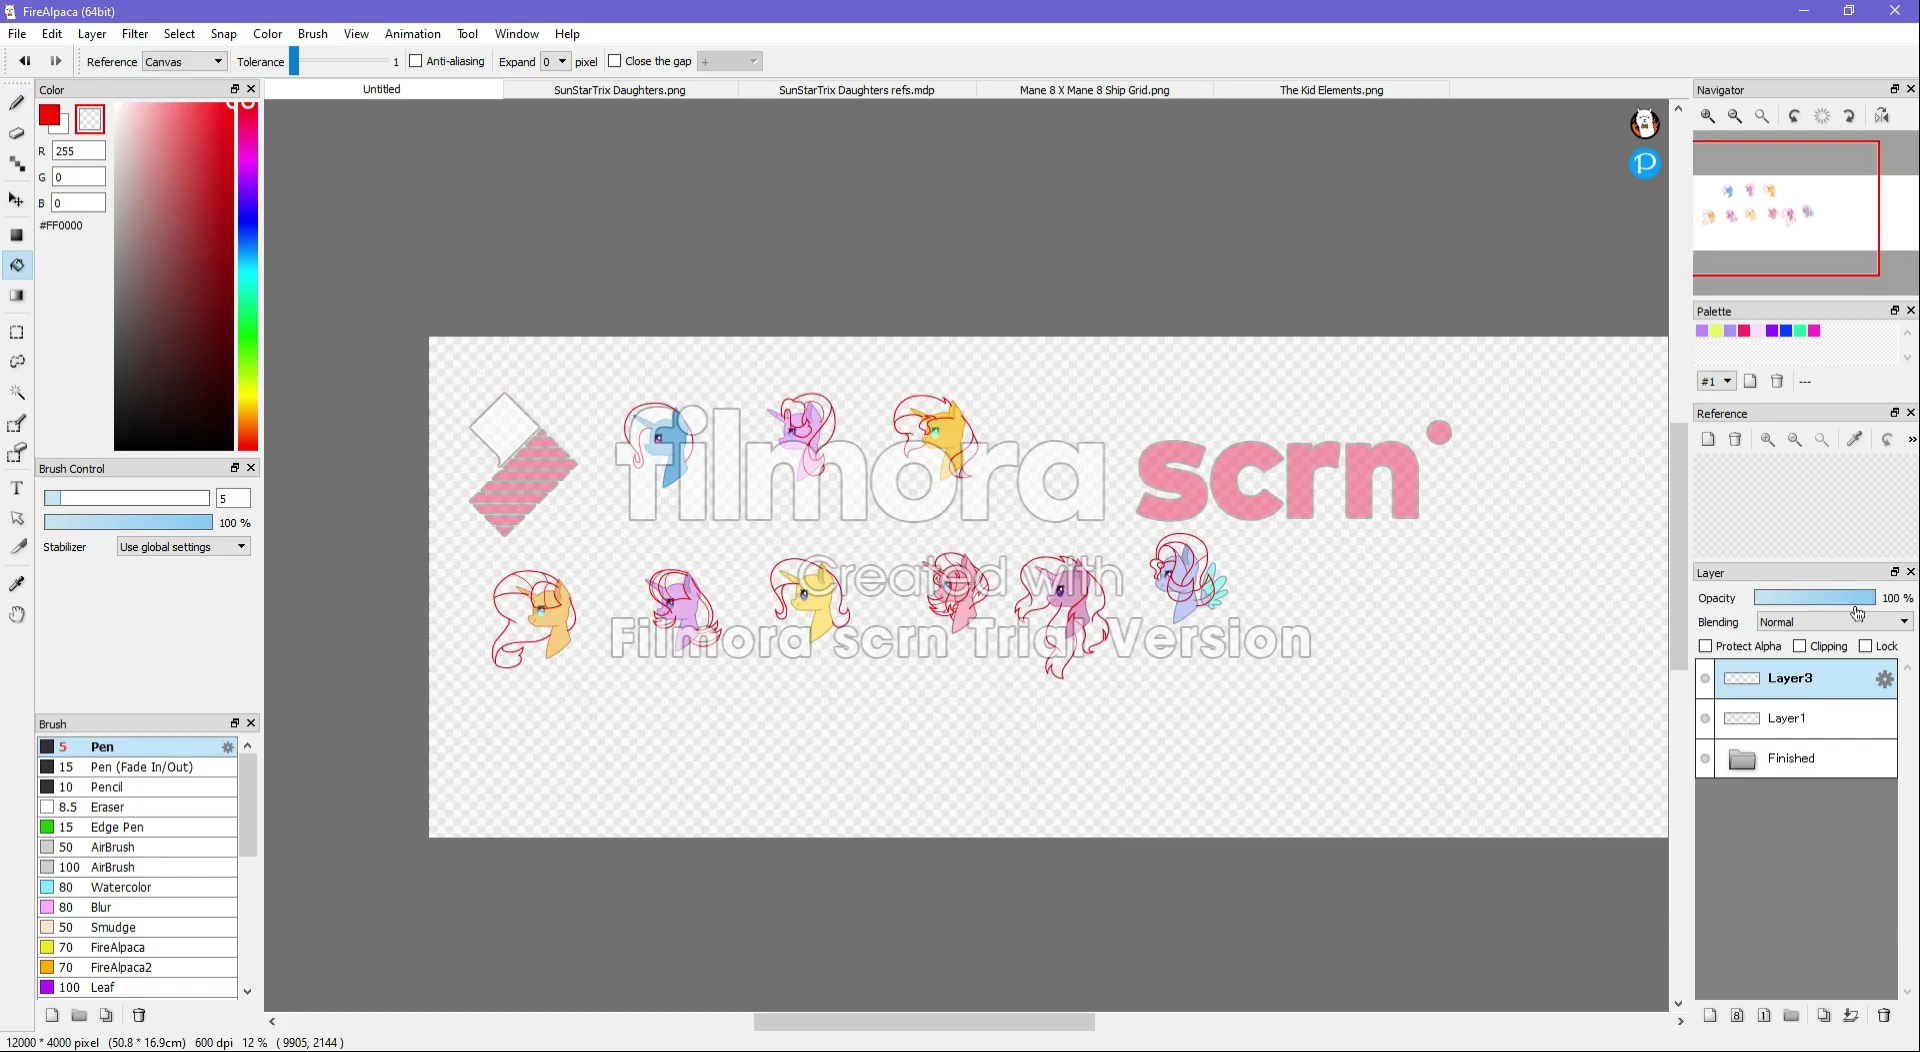 FireAlpaca (64bit)
File Edit Layer Filter Select Snap Color Brush View Animation Tool Window Help
Reference Canvas Tolerance 1 Anti-aliasing Expand 0 pixel Close the gap +
Color Untitled SunStarTrix Daughters.png SunStarTrix Daughters refs.mdp Mane 8 X Mane 8 Ship Grid.png The Kid Elements.png Navigator
R 255
G 0
B 0
#FF0000
Palette
#1 ---
Reference
filmora scrn
Brush Control
5
100 %
Stabilizer Use global settings
Created with
Filmora scrn Trial Version
Layer
Opacity 100 %
Blending Normal
Protect Alpha Clipping Lock
Layer3
Layer1
Finished
Brush
5 Pen
15 Pen (Fade In/Out)
10 Pencil
8.5 Eraser
15 Edge Pen
50 AirBrush
100 AirBrush
80 Watercolor
80 Blur
50 Smudge
70 FireAlpaca
70 FireAlpaca2
100 Leaf
12000 * 4000 pixel (50.8 * 16.9cm) 600 dpi 12 % ( 9905, 2144 )